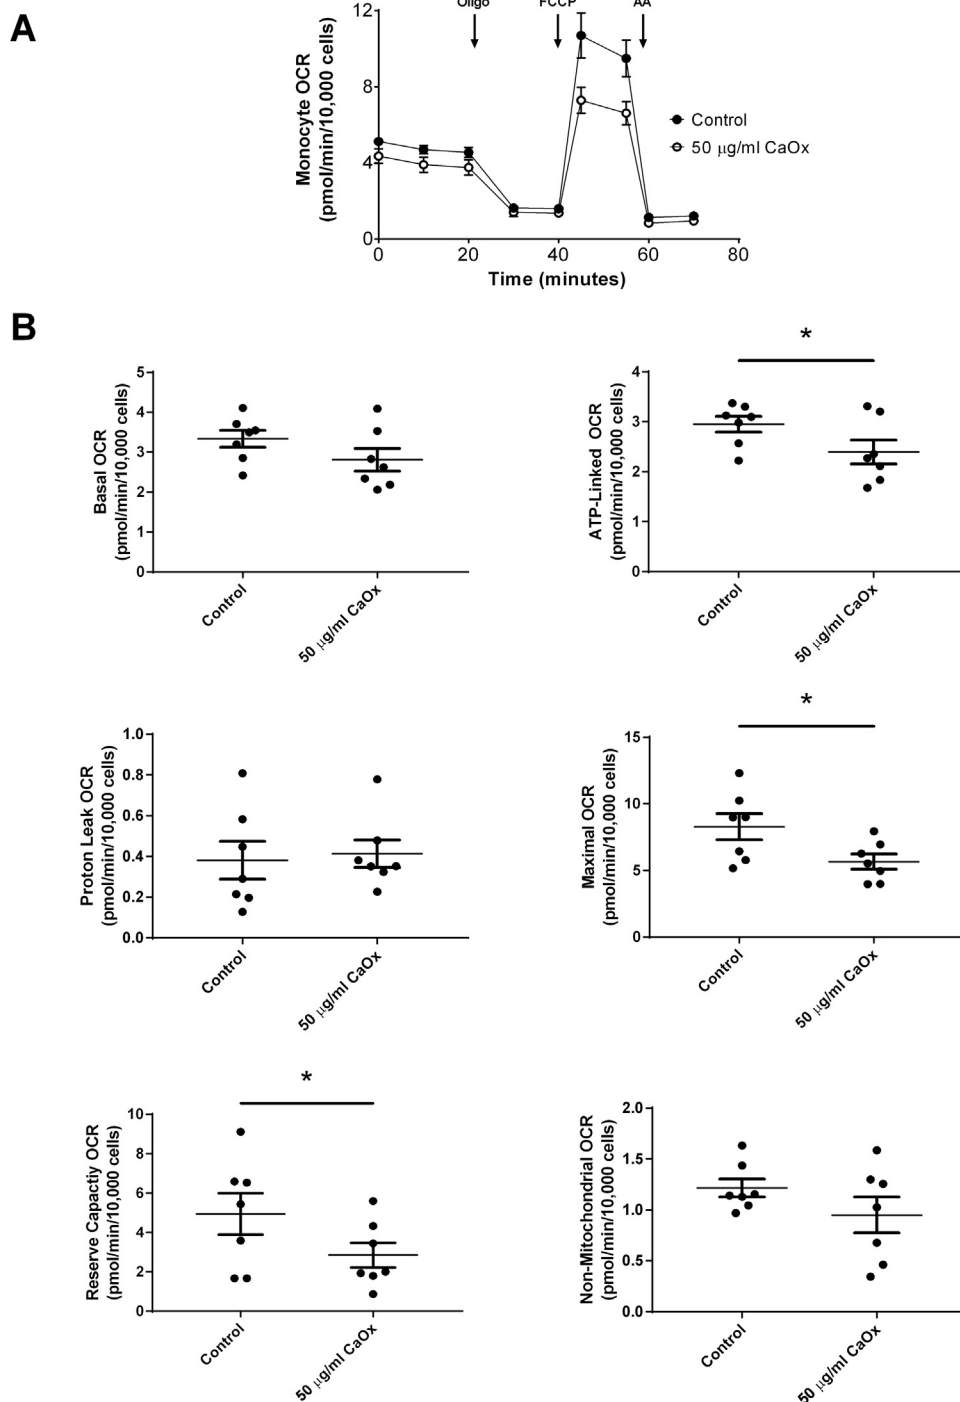 A
Oligo FCCP AA
12
8
4
0
Monocyte OCR
(pmol/min/10,000 cells)
Control
50 μg/ml CaOx
0 20 40 60 80
Time (minutes)
B
5
4
3
2
1
0
Basal OCR
(pmol/min/10,000 cells)
Control
50 μg/ml CaOx
*
4
3
2
1
0
ATP-Linked OCR
(pmol/min/10,000 cells)
Control
50 μg/ml CaOx
1.0
0.8
0.6
0.4
0.2
0.0
Proton Leak OCR
(pmol/min/10,000 cells)
Control
50 μg/ml CaOx
*
15
10
5
0
Maximal OCR
(pmol/min/10,000 cells)
Control
50 μg/ml CaOx
*
10
8
6
4
2
0
Reserve Capactiy OCR
(pmol/min/10,000 cells)
Control
50 μg/ml CaOx
2.0
1.5
1.0
0.5
0.0
Non-Mitochondrial OCR
(pmol/min/10,000 cells)
Control
50 μg/ml CaOx